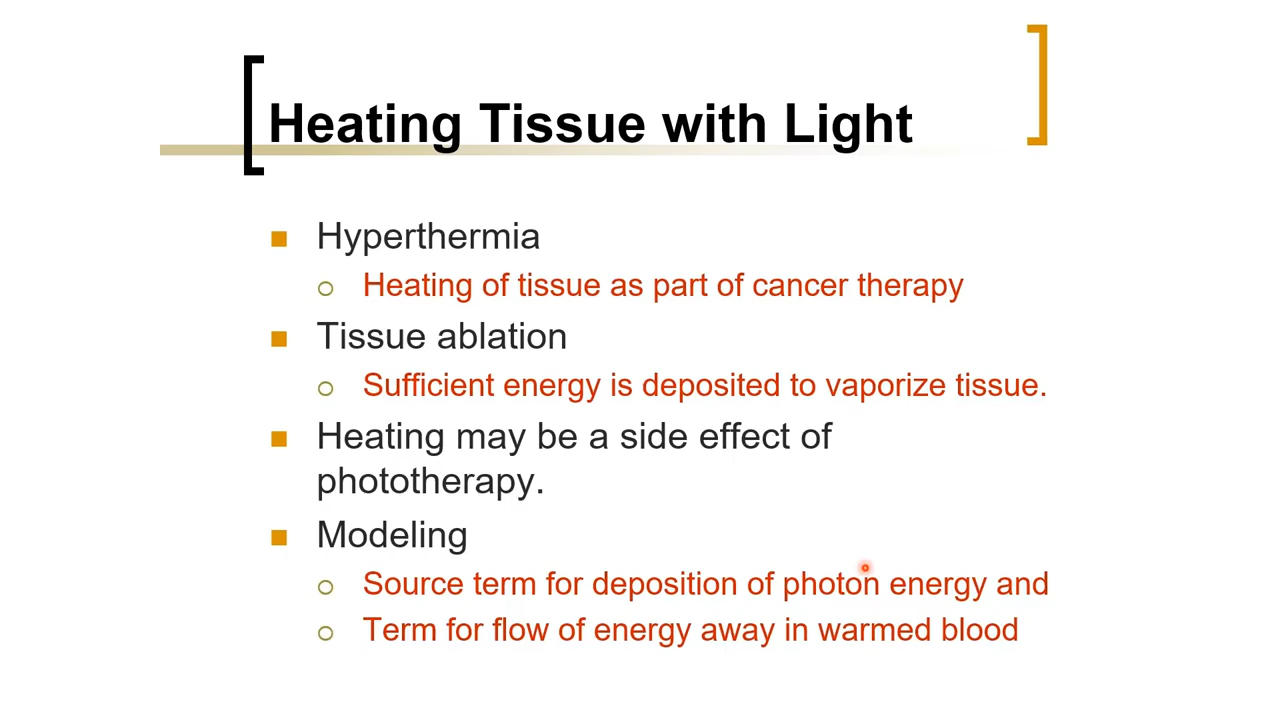 Heating Tissue with Light
Hyperthermia
Heating of tissue as part of cancer therapy
Tissue ablation
Sufficient energy is deposited to vaporize tissue.
Heating may be a side effect of
phototherapy.
Modeling
Source term for deposition of photon energy and
Term for flow of energy away in warmed blood